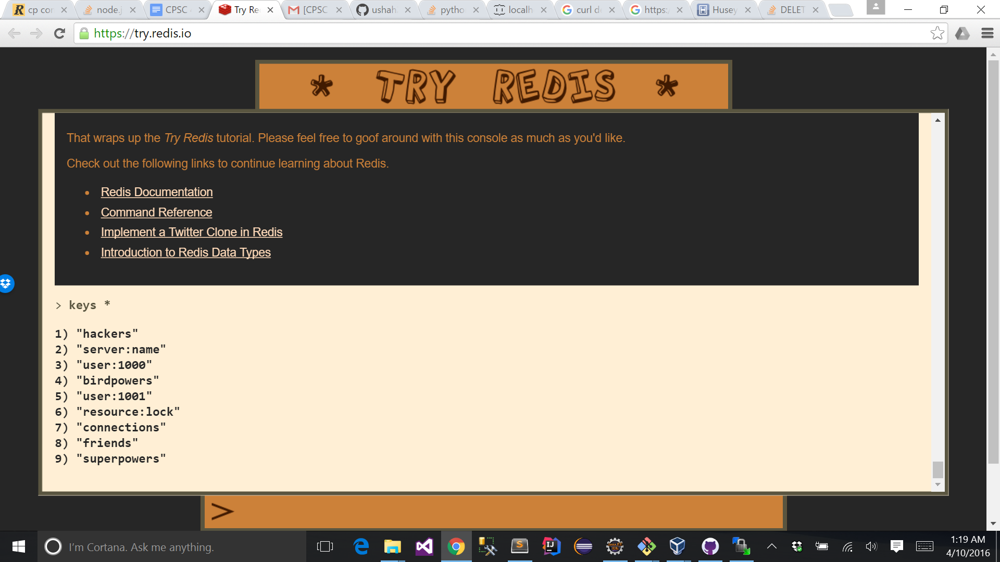 cp cor
node.j
CPSC
Try Re
[CPSC
ushah
pytho
localh
curl d
https:
Husey
DELET
https://try.redis.io
* TRY REDIS *
That wraps up the Try Redis tutorial. Please feel free to goof around with this console as much as you'd like.
Check out the following links to continue learning about Redis.
• Redis Documentation
• Command Reference
• Implement a Twitter Clone in Redis
• Introduction to Redis Data Types
> keys *
1) "hackers"
2) "server:name"
3) "user:1000"
4) "birdpowers"
5) "user:1001"
6) "resource:lock"
7) "connections"
8) "friends"
9) "superpowers"
>
I'm Cortana. Ask me anything.
1:19 AM
4/10/2016